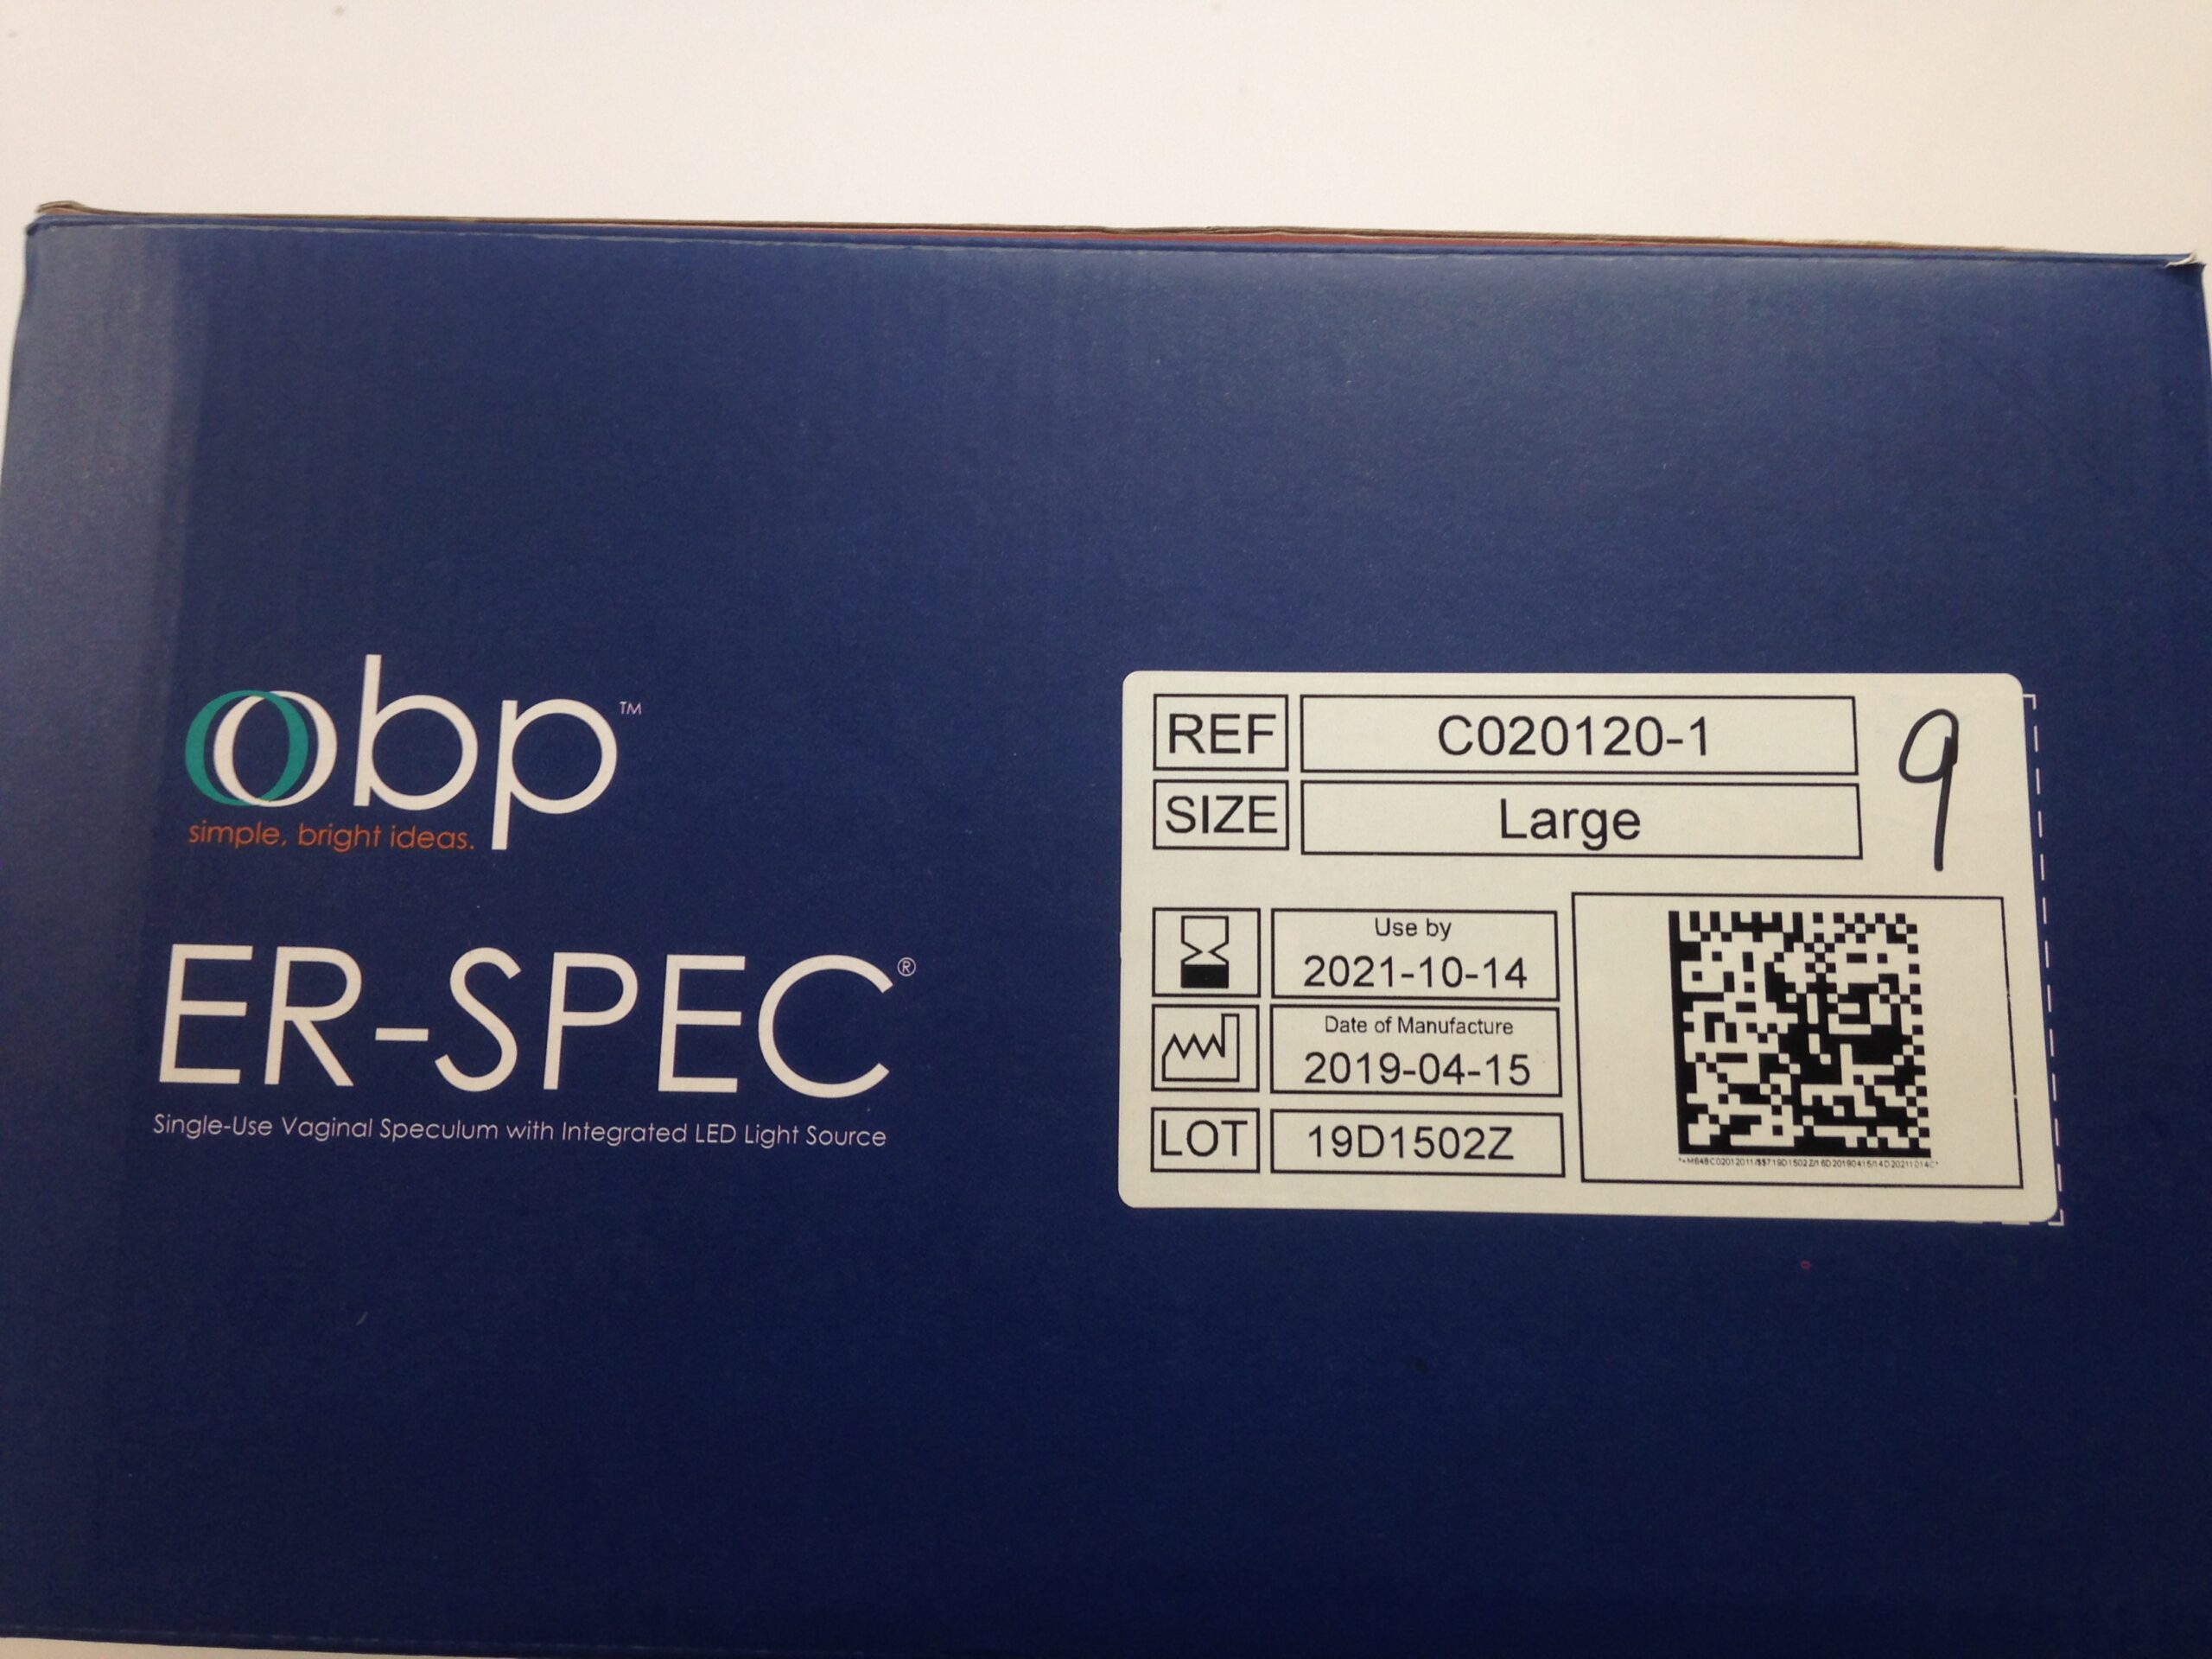 obp™
simple, bright ideas.
ER-SPEC®
Single-Use Vaginal Speculum with Integrated LED Light Source
REF C020120-1
SIZE Large
9
Use by
2021-10-14
Date of Manufacture
2019-04-15
LOT 19D1502Z